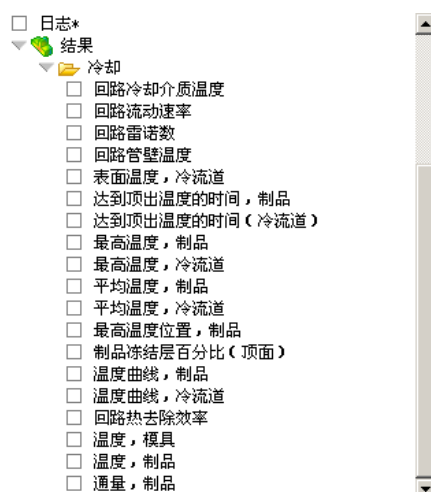 日志*
结果
冷却
回路冷却介质温度
回路流动速率
回路雷诺数
回路管壁温度
表面温度，冷流道
达到顶出温度的时间，制品
达到顶出温度的时间（冷流道）
最高温度，制品
最高温度，冷流道
平均温度，制品
平均温度，冷流道
最高温度位置，制品
制品冻结层百分比（顶面）
温度曲线，制品
温度曲线，冷流道
回路热去除效率
温度，模具
温度，制品
通量，制品